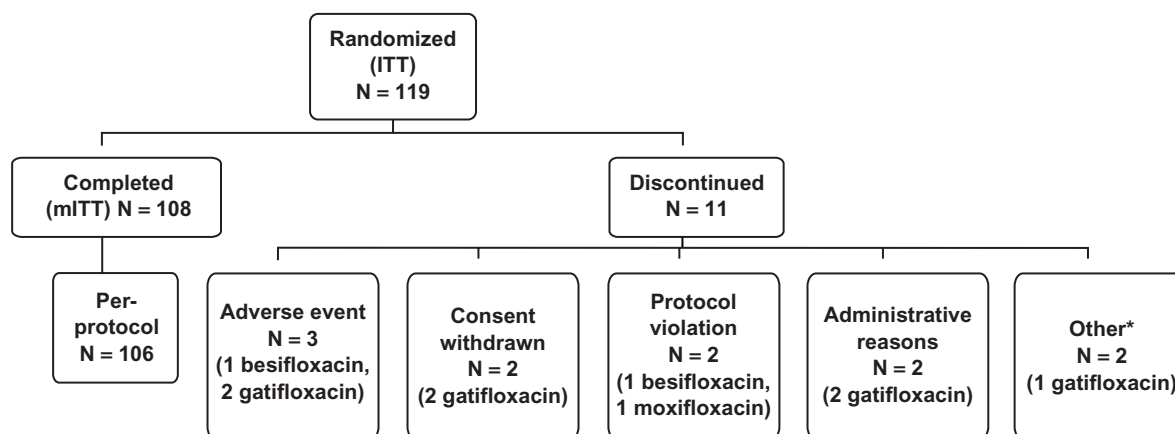 Randomized
(ITT)
N = 119
Completed
(mITT) N = 108
Discontinued
N = 11
Per-
protocol
N = 106
Adverse event
N = 3
(1 besifloxacin,
2 gatifloxacin)
Consent
withdrawn
N = 2
(2 gatifloxacin)
Protocol
violation
N = 2
(1 besifloxacin,
1 moxifloxacin)
Administrative
reasons
N = 2
(2 gatifloxacin)
Other*
N = 2
(1 gatifloxacin)